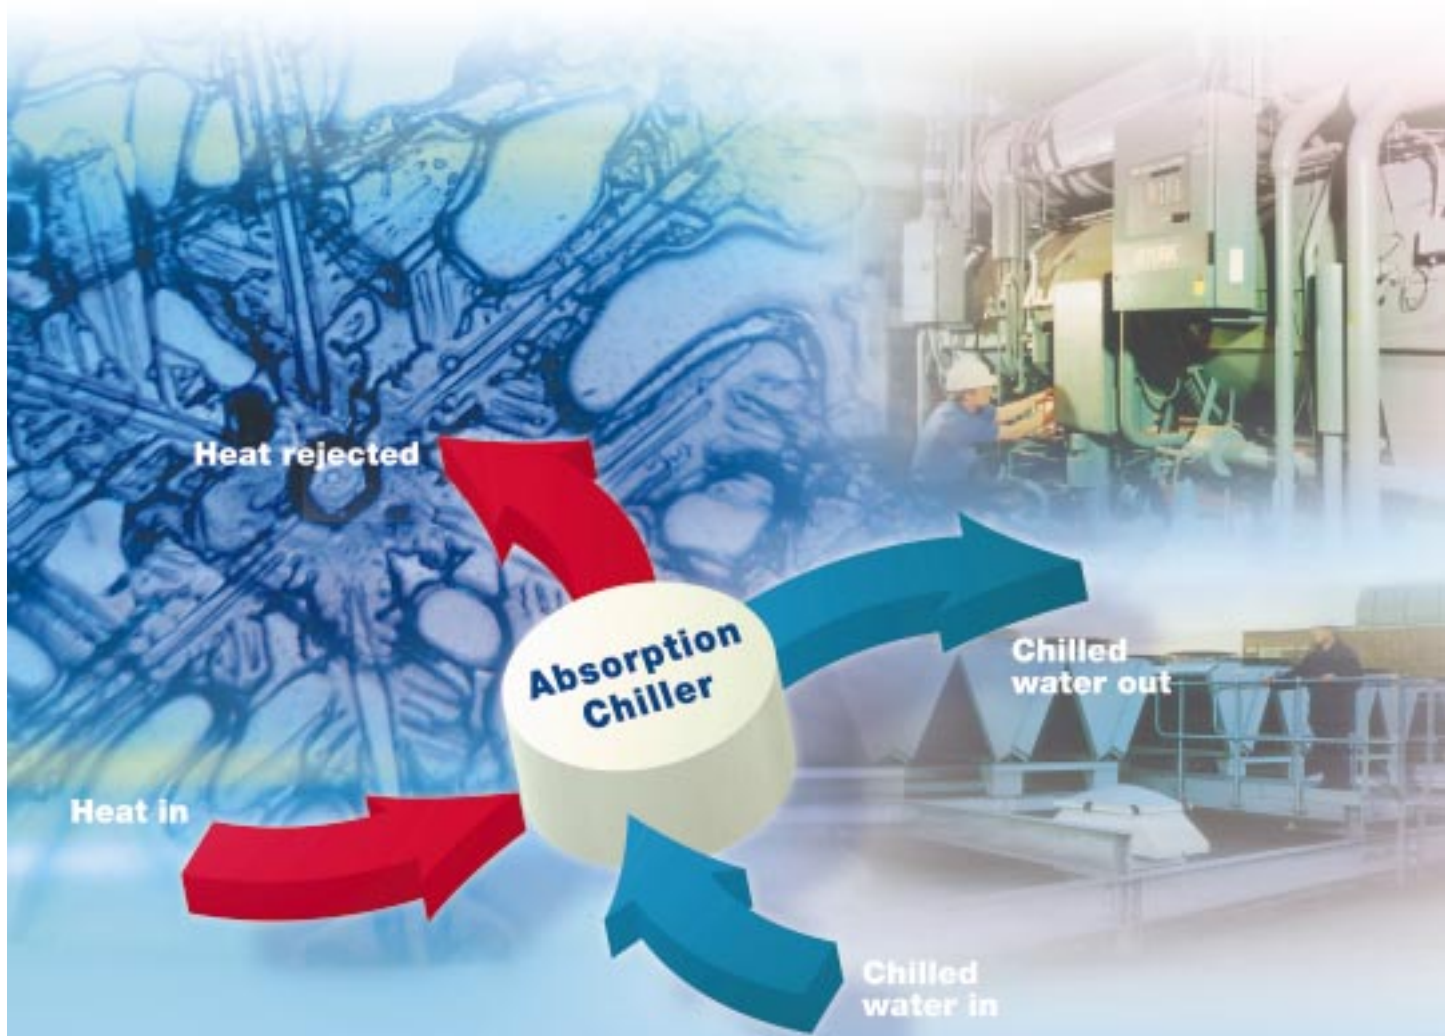 Heat rejected
Absorption
Chiller
Chilled
water out
Heat in
Chilled
water in